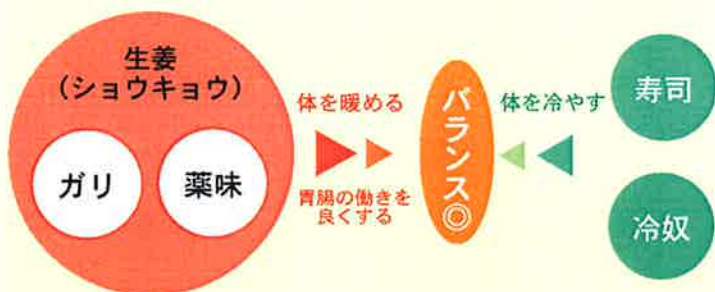 生姜
(ショウキョウ)
ガリ
薬味
体を暖める
胃腸の働きを
良くする
バランス◎
体を冷やす
寿司
冷奴